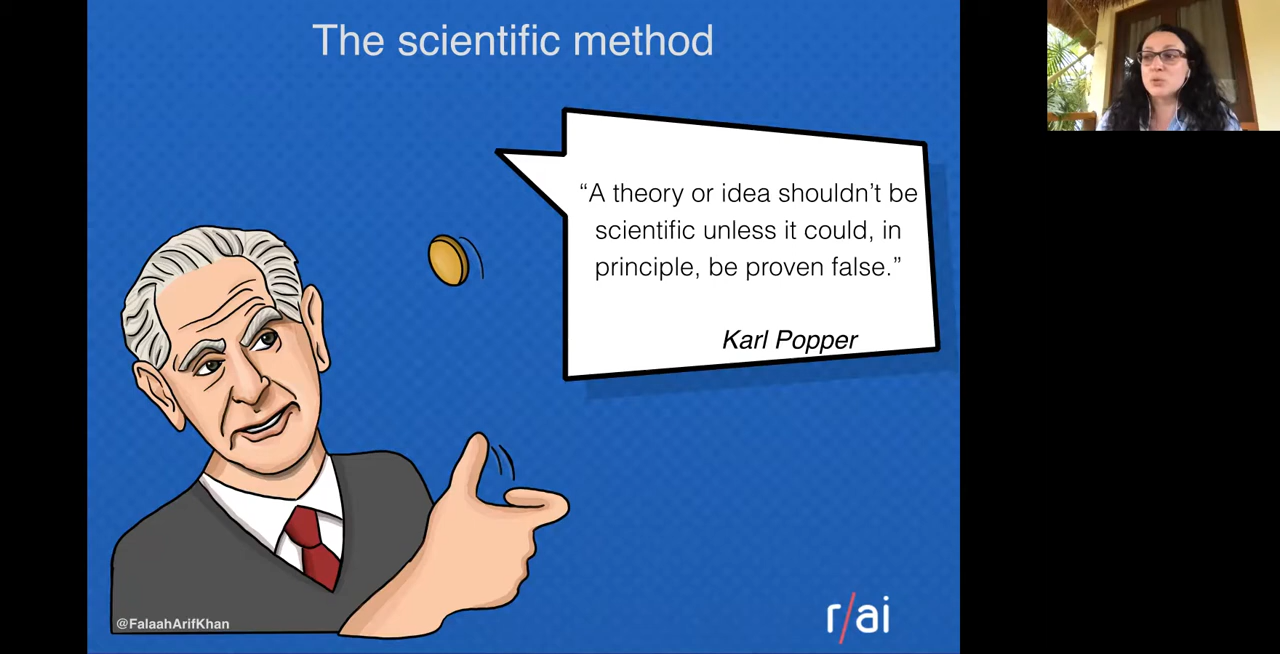 The scientific method
“A theory or idea shouldn’t be
scientific unless it could, in
principle, be proven false.”
Karl Popper
@FalaahArifKhan
r/ai